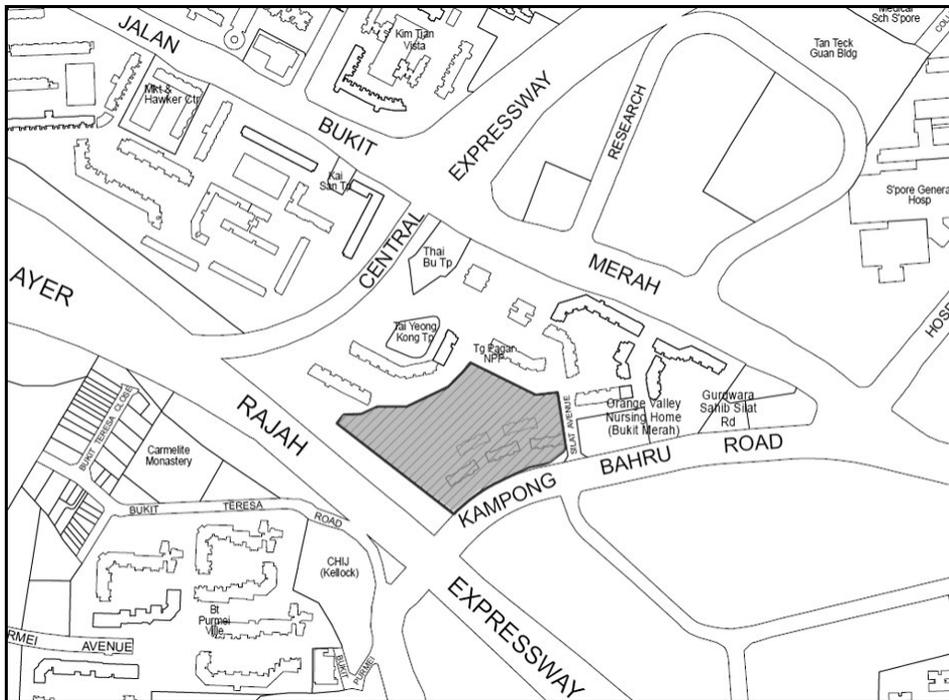 JALAN
BUKIT
MERAH
Kim Tian
Vista
Medical
Sch S'pore
Tan Teck
Guan Bldg
Mkt &
Hawker Ctr
EXPRESSWAY
RESEARCH
S'pore General
Hosp
Kai
San Tp
CENTRAL
Thai
Bu Tp
AYER
RAJAH
EXPRESSWAY
HOSP
Tai Yeong
Kong Tp
Tg Pagar
NPP
SILAT AVENUE
Orange Valley
Nursing Home
(Bukit Merah)
Gurdwara
Sahib Silat
Rd
KAMPONG
BAHRU
ROAD
BUKIT TERESA CLOSE
Carmelite
Monastery
BUKIT
TERESA
ROAD
CHIJ
(Kellock)
Bt
Purmei
Ville
RMEI
AVENUE
BUKIT
PURMEI